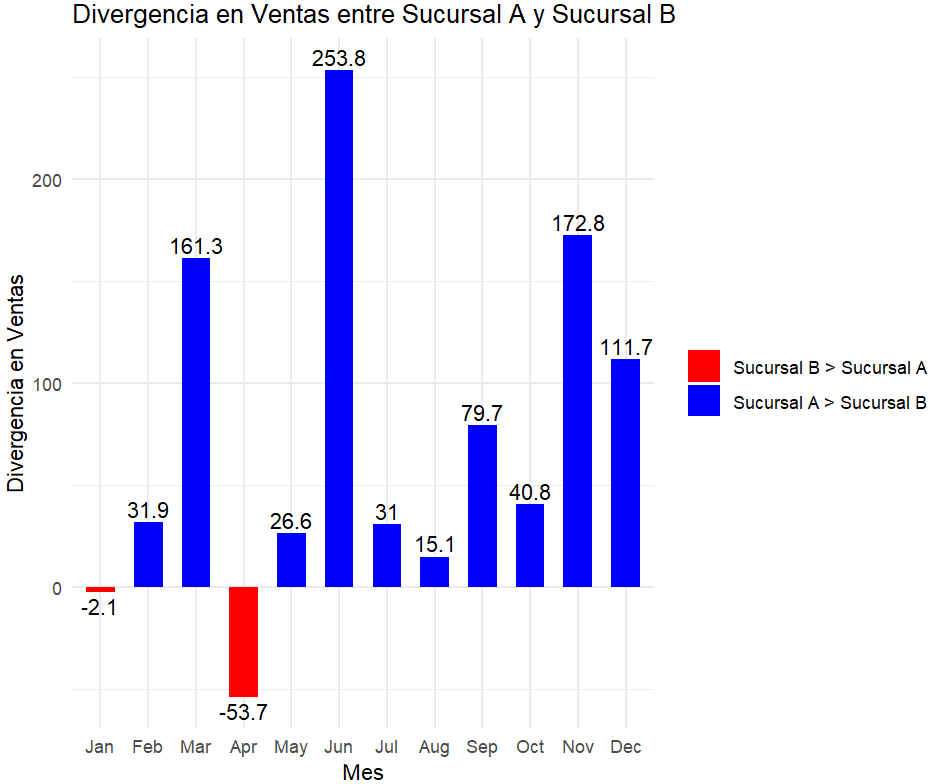 Divergencia en Ventas entre Sucursal A y Sucursal B
Divergencia en Ventas
200
100
0
-2.1
31.9
161.3
-53.7
26.6
253.8
31
15.1
79.7
40.8
172.8
111.7
Jan Feb Mar Apr May Jun Jul Aug Sep Oct Nov Dec
Mes
Sucursal B > Sucursal A
Sucursal A > Sucursal B